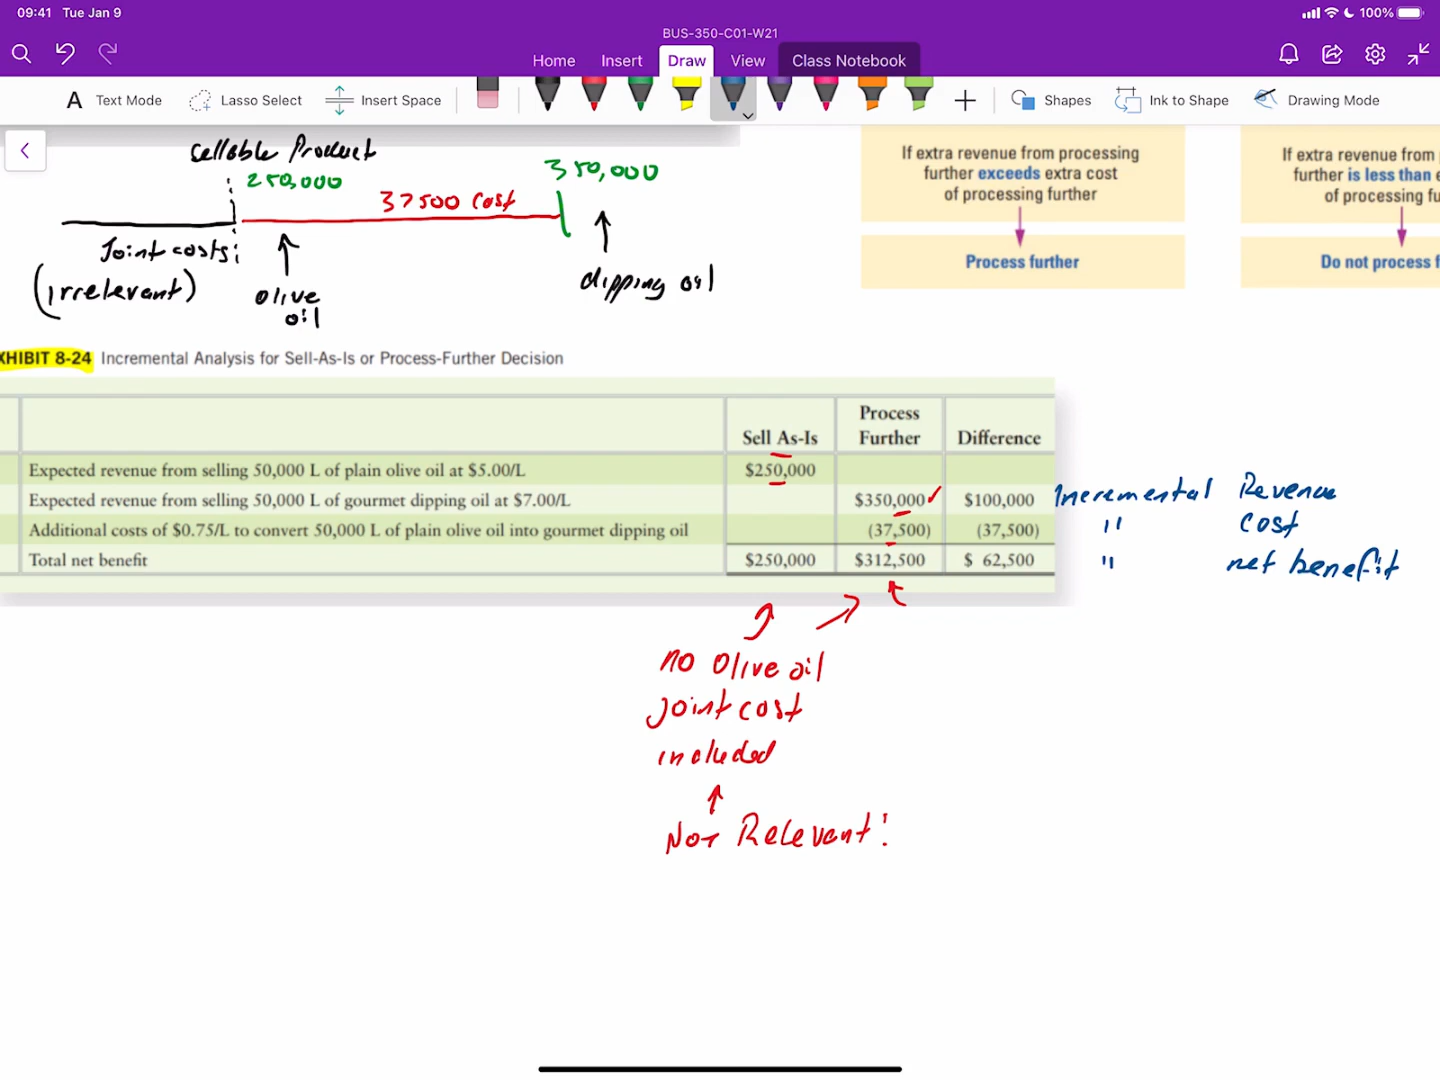 09:41 Tue Jan 9
100%
BUS-350-C01-W21
Home Insert Draw View Class Notebook
Text Mode Lasso Select Insert Space Shapes Ink to Shape Drawing Mode
Sellable Product
250,000
37500 Cost
350,000
Joint costs
(irrelevant)
olive
oil
dipping oil
If extra revenue from processing
further exceeds extra cost
of processing further
Process further
If extra revenue from
further is less than
of processing fu
Do not process f
XHIBIT 8-24 Incremental Analysis for Sell-As-Is or Process-Further Decision
Sell As-Is Process Further Difference
Expected revenue from selling 50,000 L of plain olive oil at $5.00/L $250,000
Expected revenue from selling 50,000 L of gourmet dipping oil at $7.00/L $350,000 $100,000
Additional costs of $0.75/L to convert 50,000 L of plain olive oil into gourmet dipping oil (37,500) (37,500)
Total net benefit $250,000 $312,500 $ 62,500
Incremental Revenue
" Cost
" net benefit
no olive oil
joint cost
included
Not Relevant!